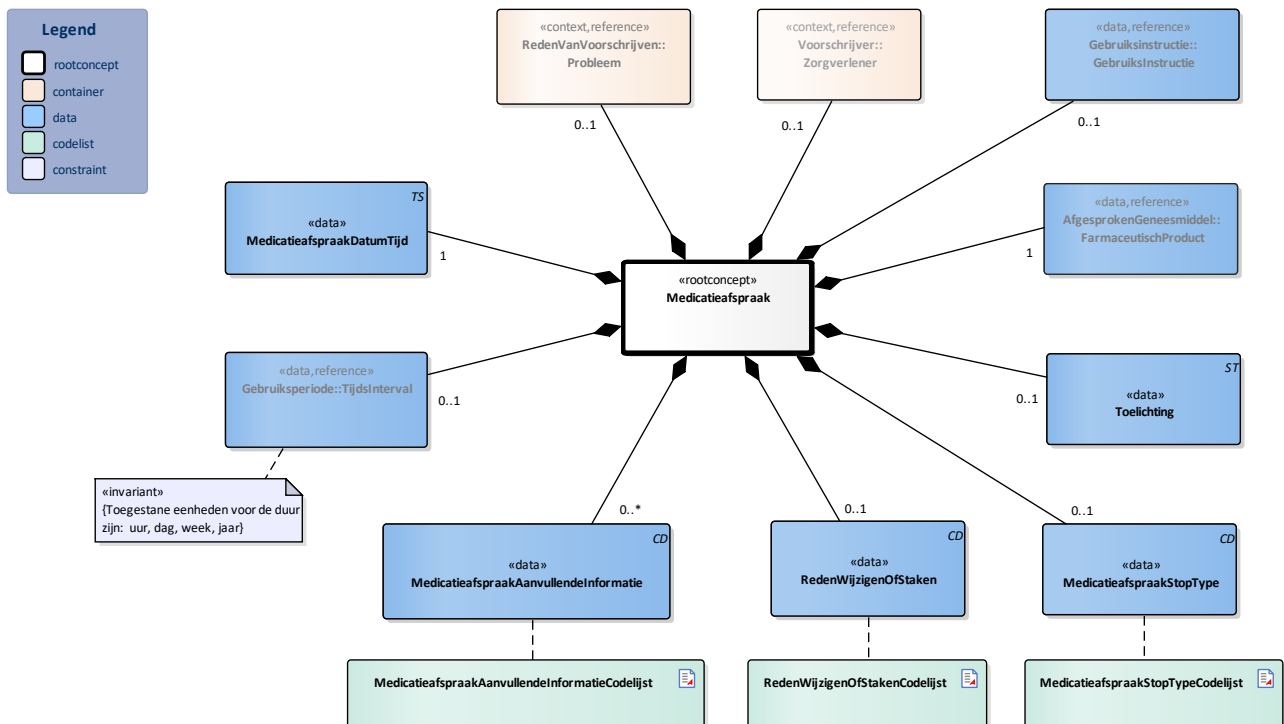 Legend
rootconcept
container
data
codelist
constraint
«context,reference»
RedenVanVoorschrijven::
Probleem
0..1
«context,reference»
Voorschrijver::
Zorgverlener
0..1
«data,reference»
Gebruiksinstructie::
GebruiksInstructie
0..1
TS
«data»
MedicatieafspraakDatumTijd
1
«data,reference»
AfgesprokenGeneesmiddel::
FarmaceutischProduct
1
«rootconcept»
Medicatieafspraak
«data,reference»
Gebruiksperiode::TijdsInterval
0..1
ST
«data»
Toelichting
0..1
«invariant»
{Toegestane eenheden voor de duur
zijn: uur, dag, week, jaar}
0..*
CD
«data»
MedicatieafspraakAanvullendeInformatie
0..1
CD
«data»
RedenWijzigenOfStaken
0..1
CD
«data»
MedicatieafspraakStopType
MedicatieafspraakAanvullendeInformatieCodelijst
RedenWijzigenOfStakenCodelijst
MedicatieafspraakStopTypeCodelijst